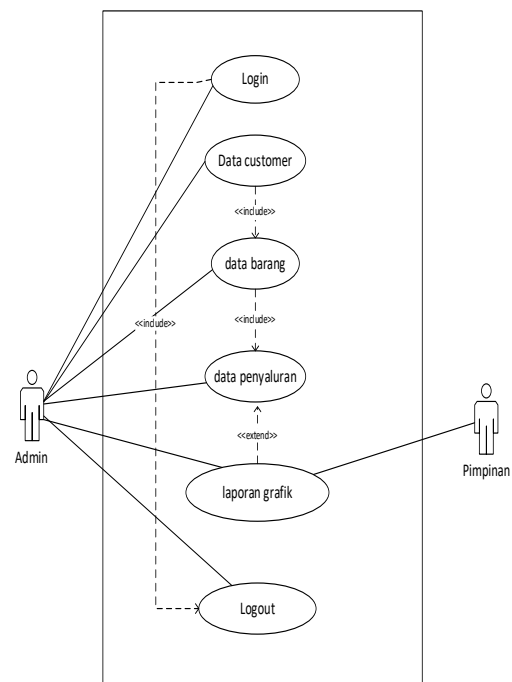 Login
Data customer
<<include>>
data barang
<<include>>
<<include>>
data penyaluran
<<extend>>
Admin
Pimpinan
laporan grafik
Logout